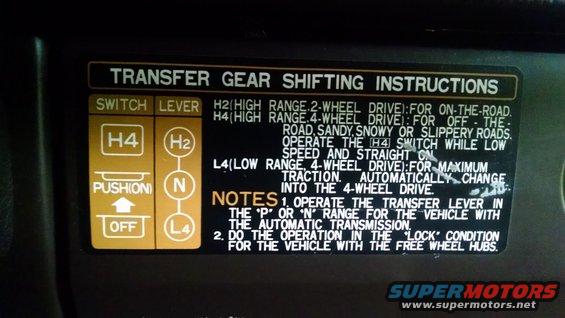 TRANSFER GEAR SHIFTING INSTRUCTIONS
SWITCH LEVER
H4
PUSH(ON)
OFF
H2
N
L4
H2(HIGH RANGE,2-WHEEL DRIVE):FOR ON-THE-ROAD.
H4(HIGH RANGE,4-WHEEL DRIVE):FOR OFF-THE-
ROAD,SANDY,SNOWY OR SLIPPERY ROADS.
OPERATE THE H4 SWITCH WHILE LOW
SPEED AND STRAIGHT ON
L4(LOW RANGE, 4-WHEEL DRIVE):FOR MAXIMUM
TRACTION. AUTOMATICALLY CHANGE
INTO THE 4-WHEEL DRIVE.
NOTES 1. OPERATE THE TRANSFER LEVER IN
THE "P" OR "N" RANGE FOR THE VEHICLE WITH
THE AUTOMATIC TRANSMISSION.
2. DO THE OPERATION IN THE "LOCK" CONDITION
FOR THE VEHICLE WITH THE FREE WHEEL HUBS.
SUPERMOTORS
www.supermotors.net